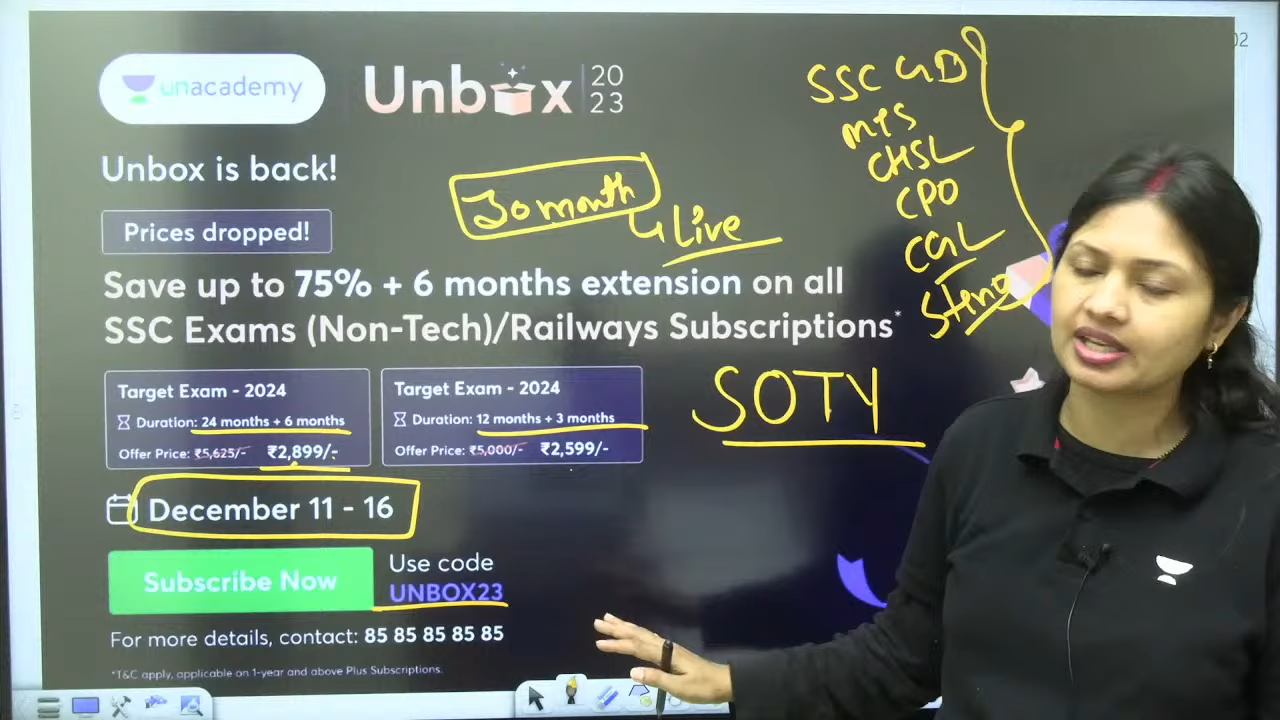 unacademy
Unbox 20 23
02
Unbox is back!
Prices dropped!
Save up to 75% + 6 months extension on all
SSC Exams (Non-Tech)/Railways Subscriptions*
Target Exam - 2024
Duration: 24 months + 6 months
Offer Price: ₹5,625/- ₹2,899/-
Target Exam - 2024
Duration: 12 months + 3 months
Offer Price: ₹5,000/- ₹2,599/-
December 11 - 16
Subscribe Now
Use code
UNBOX23
For more details, contact: 85 85 85 85 85
*T&C apply, applicable on 1-year and above Plus Subscriptions.
30 month
Live
SSC GD
MTS
CHSL
CPO
CGL
Steno
SOTY